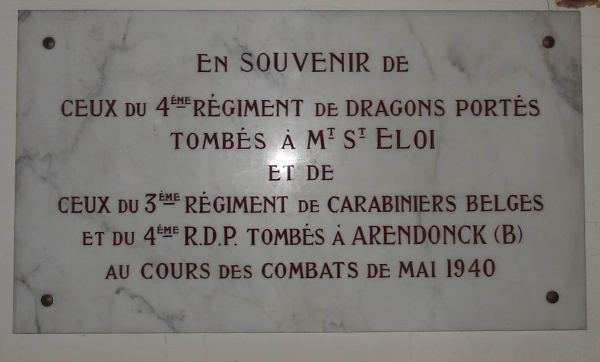 EN SOUVENIR DE
CEUX DU 4ÈME RÉGIMENT DE DRAGONS PORTÉS
TOMBÉS À MT ST ELOI
ET DE
CEUX DU 3ÈME RÉGIMENT DE CARABINIERS BELGES
ET DU 4ÈME R.D.P. TOMBÉS À ARENDONCK (B)
AU COURS DES COMBATS DE MAI 1940